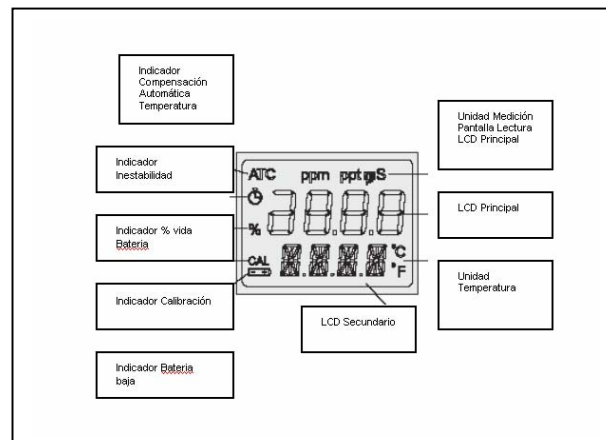 Indicador
Compensación
Automática
Temperatura
Unidad Medición
Pantalla Lectura
LCD Principal
Indicador
Inestabilidad
ATC ppm ppt
%
CAL
°C
°F
LCD Principal
Indicador % vida
Bateria
Unidad
Temperatura
Indicador Calibración
LCD Secundario
Indicador Bateria
baja